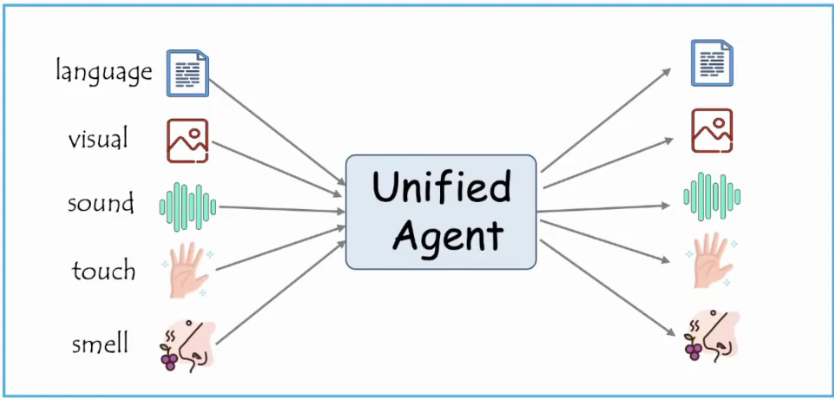 language
visual
sound
touch
smell
Unified
Agent